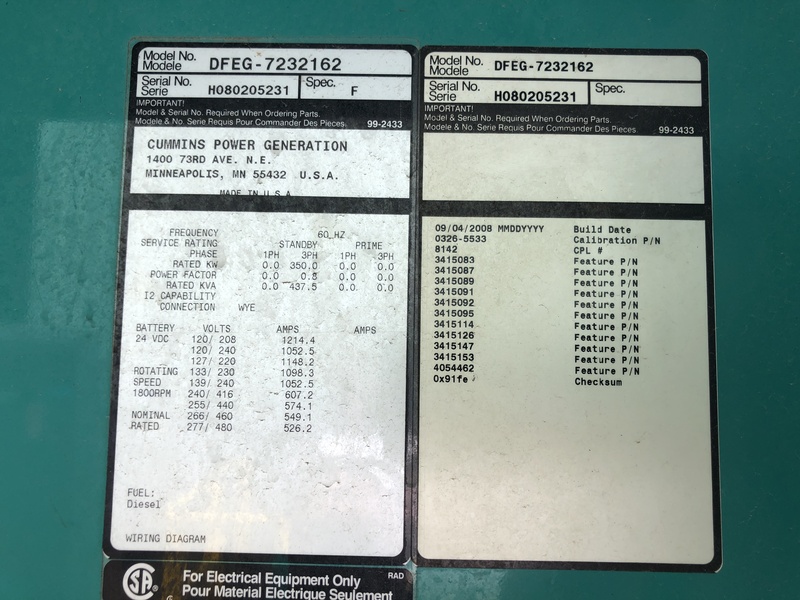 Model No.
Modele
DFEG-7232162
Serial No.
Serie
H080205231
Spec.
F
IMPORTANT!
Model & Serial No. Required When Ordering Parts.
Modele & No. Serie Requis Pour Commander Des Pieces
99-2433
CUMMINS POWER GENERATION
1400 73RD AVE. N.E.
MINNEAPOLIS, MN 55432 U.S.A.
MADE IN U.S.A
FREQUENCY 60 HZ
SERVICE RATING STANDBY PRIME
PHASE 1PH 3PH 1PH 3PH
RATED KW 0.0 350.0 0.0 0.0
POWER FACTOR 0.0 0.8 0.0 0.0
RATED KVA 0.0 437.5 0.0 0.0
I2 CAPABILITY
CONNECTION WYE
BATTERY VOLTS AMPS AMPS
24 VDC 120/ 208 1214.4
120/ 240 1052.5
127/ 220 1148.2
ROTATING 133/ 230 1098.3
SPEED 139/ 240 1052.5
1800RPM 240/ 416 607.2
255/ 440 574.1
NOMINAL 266/ 460 549.1
RATED 277/ 480 526.2
FUEL:
Diesel
WIRING DIAGRAM
Model No.
Modele
DFEG-7232162
Serial No.
Serie
H080205231
Spec.
IMPORTANT!
Model & Serial No. Required When Ordering Parts.
Modele & No. Serie Requis Pour Commander Des Pieces
99-2433
09/04/2008 MMDDYYYY Build Date
0326-5533 Calibration P/N
8142 CPL #
3415083 Feature P/N
3415087 Feature P/N
3415089 Feature P/N
3415091 Feature P/N
3415092 Feature P/N
3415095 Feature P/N
3415114 Feature P/N
3415126 Feature P/N
3415147 Feature P/N
3415153 Feature P/N
4054462 Feature P/N
0x91fe Checksum
SA ®
For Electrical Equipment Only
RAD
Pour Material Electrique Seulement